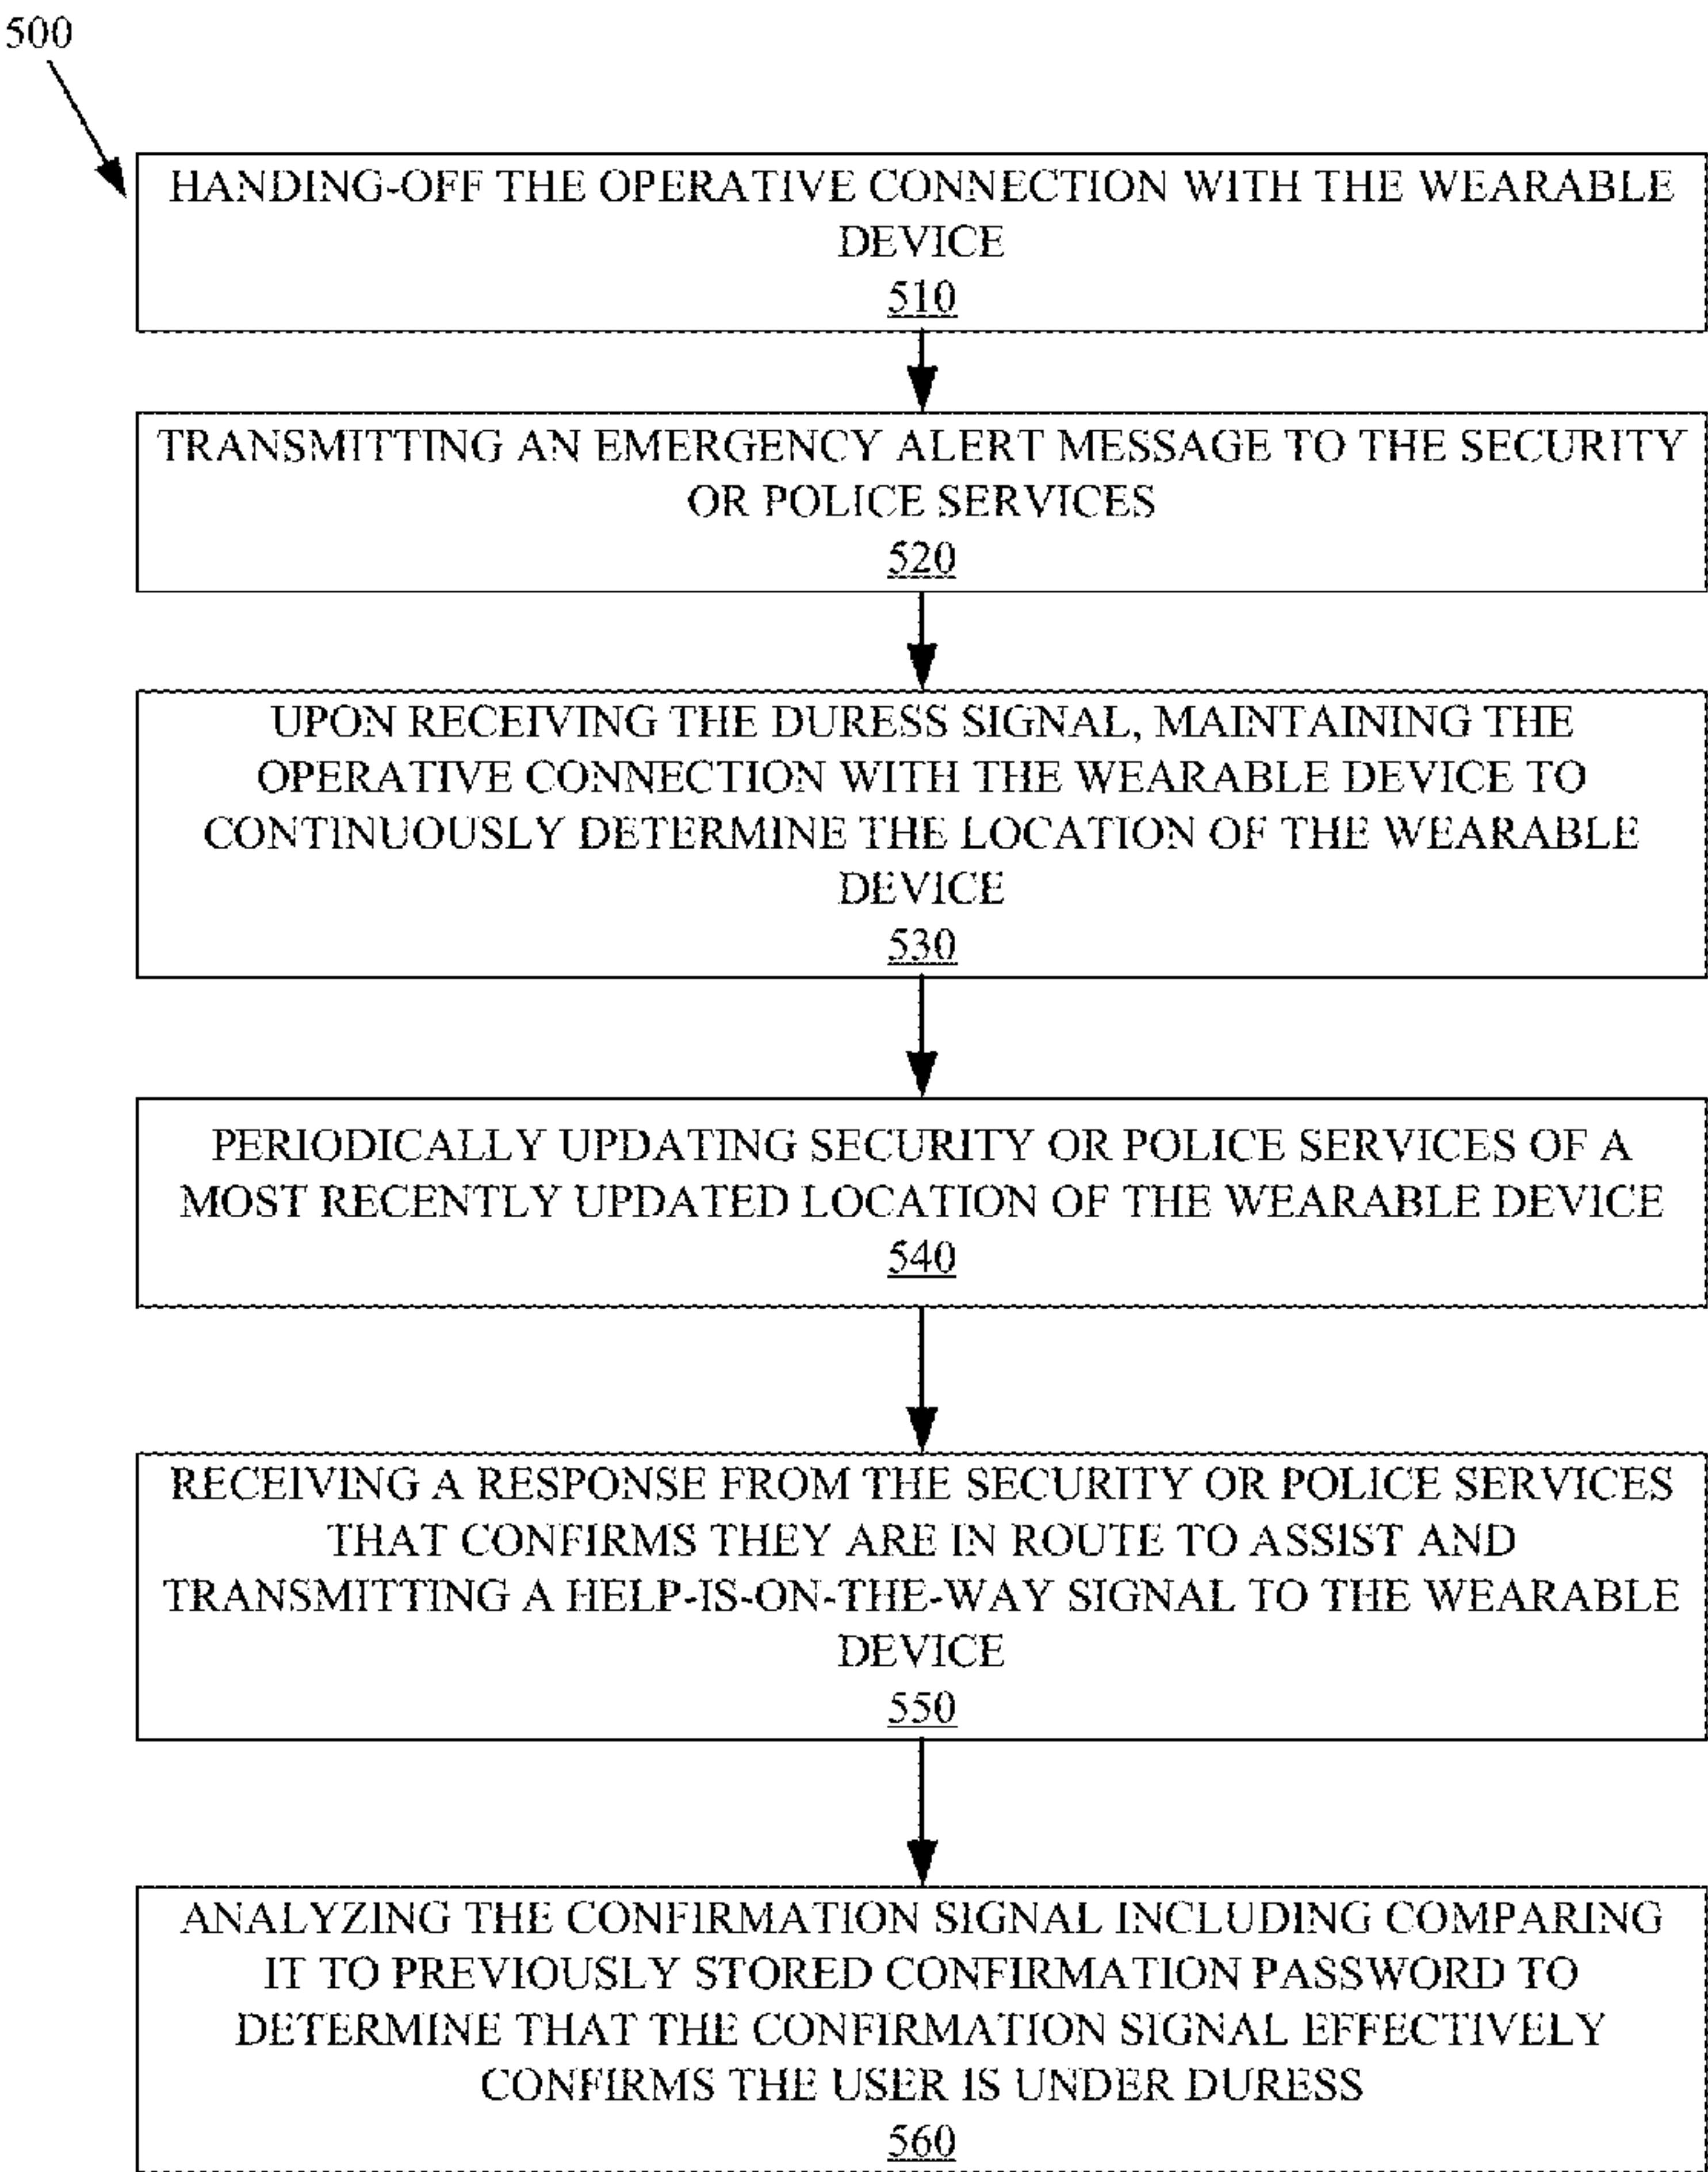 500
HANDING-OFF THE OPERATIVE CONNECTION WITH THE WEARABLE
DEVICE
510
TRANSMITTING AN EMERGENCY ALERT MESSAGE TO THE SECURITY
OR POLICE SERVICES
520
UPON RECEIVING THE DURESS SIGNAL, MAINTAINING THE
OPERATIVE CONNECTION WITH THE WEARABLE DEVICE TO
CONTINUOUSLY DETERMINE THE LOCATION OF THE WEARABLE
DEVICE
530
PERIODICALLY UPDATING SECURITY OR POLICE SERVICES OF A
MOST RECENTLY UPDATED LOCATION OF THE WEARABLE DEVICE
540
RECEIVING A RESPONSE FROM THE SECURITY OR POLICE SERVICES
THAT CONFIRMS THEY ARE IN ROUTE TO ASSIST AND
TRANSMITTING A HELP-IS-ON-THE-WAY SIGNAL TO THE WEARABLE
DEVICE
550
ANALYZING THE CONFIRMATION SIGNAL INCLUDING COMPARING
IT TO PREVIOUSLY STORED CONFIRMATION PASSWORD TO
DETERMINE THAT THE CONFIRMATION SIGNAL EFFECTIVELY
CONFIRMS THE USER IS UNDER DURESS
560